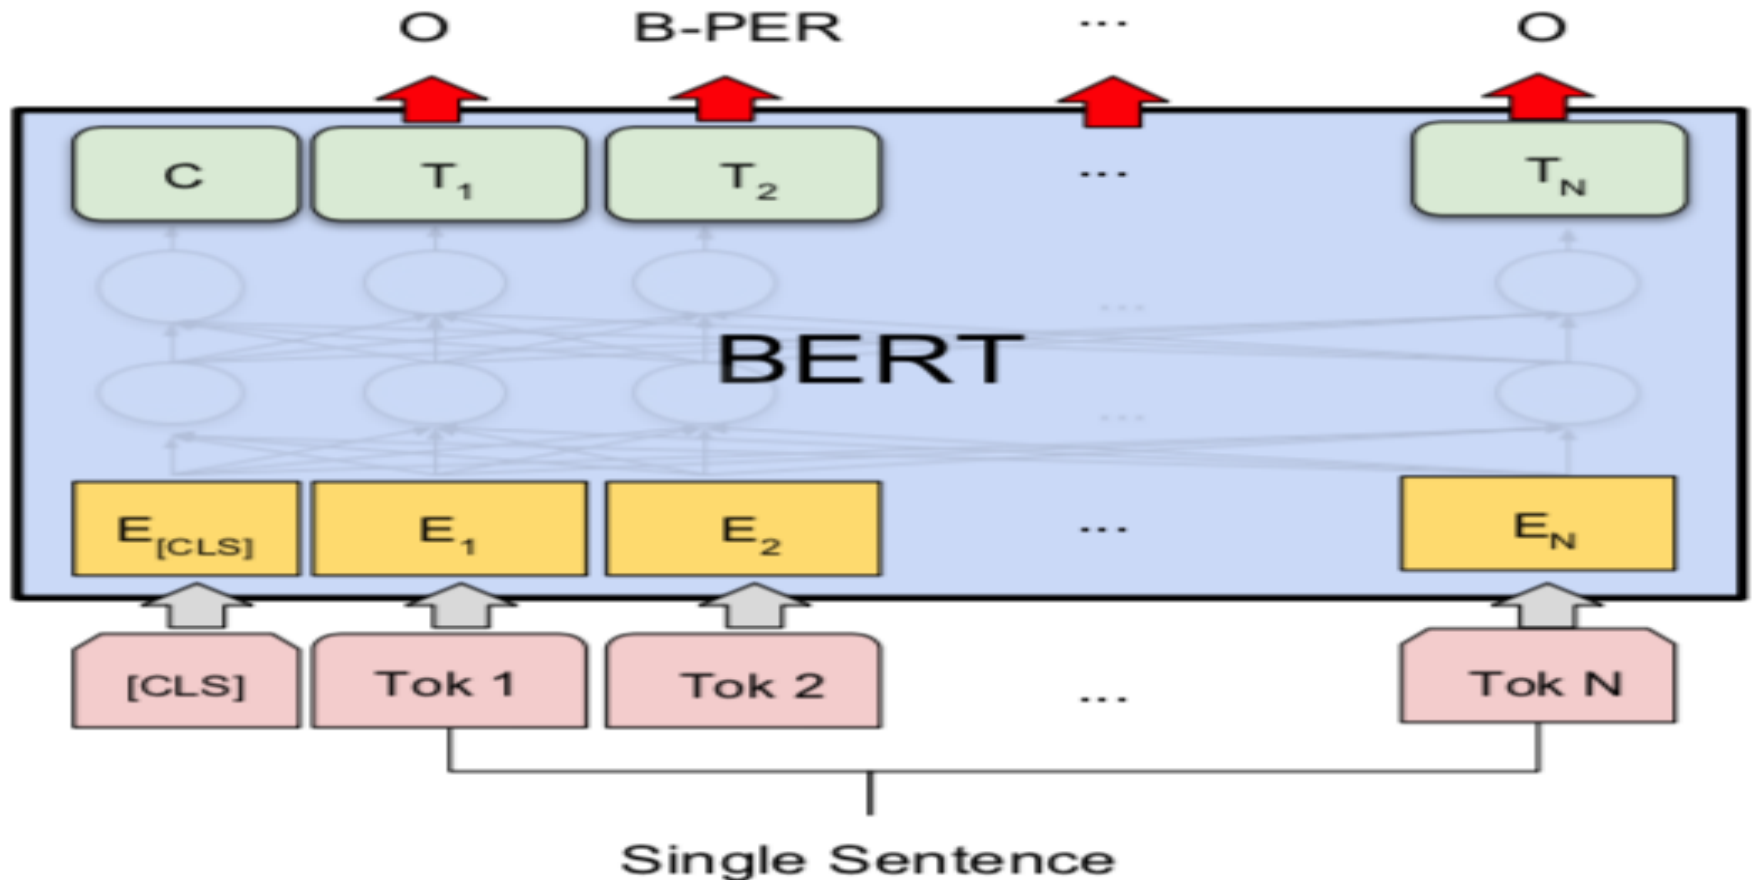 O B-PER ... O
C T1 T2 ... TN
...
BERT
...
E[CLS] E1 E2 ... EN
[CLS] Tok 1 Tok 2 ... Tok N
Single Sentence